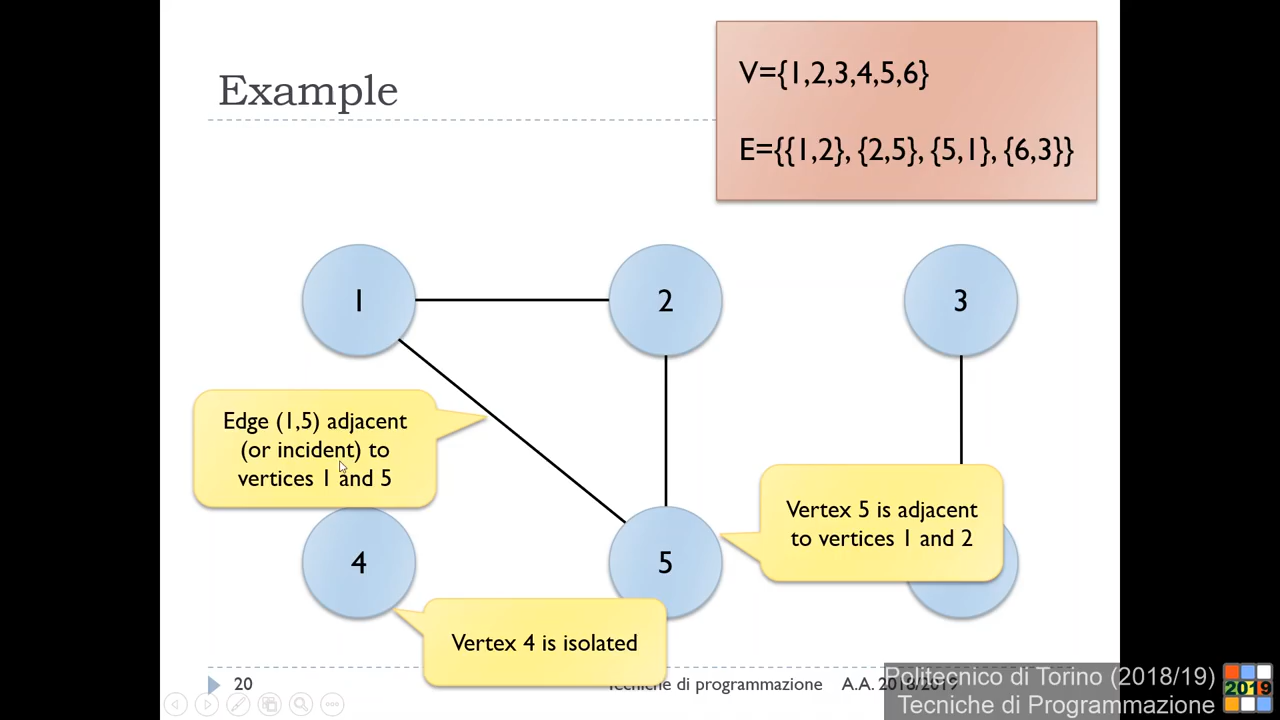 Example
V={1,2,3,4,5,6}
E={{1,2}, {2,5}, {5,1}, {6,3}}
1
2
3
Edge (1,5) adjacent
(or incident) to
vertices 1 and 5
Vertex 5 is adjacent
to vertices 1 and 2
4
5
Vertex 4 is isolated
20
Tecniche di programmazione
A.A. 2018/2019
Politecnico di Torino (2018/19)
Tecniche di Programmazione
2019